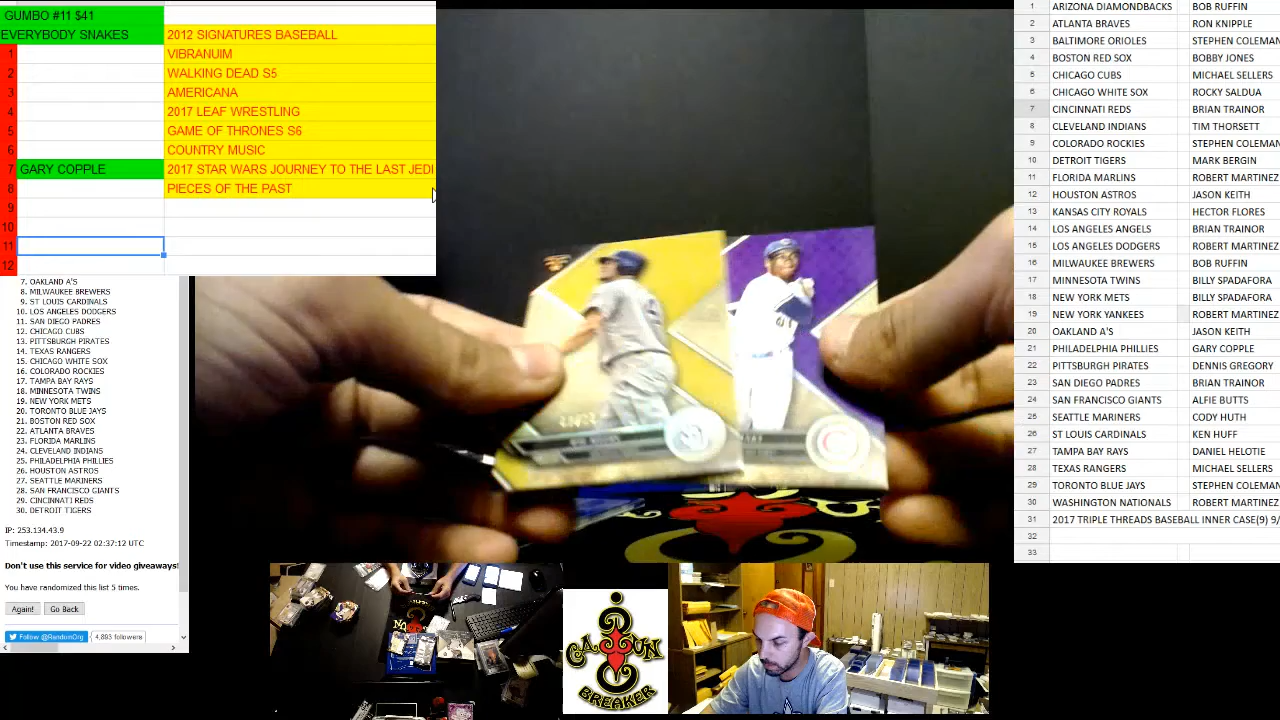 GUMBO #11 $41
EVERYBODY SNAKES
2012 SIGNATURES BASEBALL
1
VIBRANUIM
2
WALKING DEAD S5
3
AMERICANA
4
2017 LEAF WRESTLING
5
GAME OF THRONES S6
6
COUNTRY MUSIC
7
GARY COPPLE
2017 STAR WARS JOURNEY TO THE LAST JEDI
8
PIECES OF THE PAST
9
10
11
12
7. OAKLAND A'S
8. MILWAUKEE BREWERS
9. ST LOUIS CARDINALS
10. LOS ANGELES DODGERS
11. SAN DIEGO PADRES
12. CHICAGO CUBS
13. PITTSBURGH PIRATES
14. TEXAS RANGERS
15. CHICAGO WHITE SOX
16. COLORADO ROCKIES
17. TAMPA BAY RAYS
18. MINNESOTA TWINS
19. NEW YORK METS
20. TORONTO BLUE JAYS
21. BOSTON RED SOX
22. ATLANTA BRAVES
23. FLORIDA MARLINS
24. CLEVELAND INDIANS
25. PHILADELPHIA PHILLIES
26. HOUSTON ASTROS
27. SEATTLE MARINERS
28. SAN FRANCISCO GIANTS
29. CINCINNATI REDS
30. DETROIT TIGERS
IP: 253.134.43.9
Timestamp: 2017-09-22 02:37:12 UTC
Don't use this service for video giveaways!
You have randomized this list 5 times.
Again! Go Back
Follow @RandomOrg 4,893 followers
CAJUN
BREAKER
1 ARIZONA DIAMONDBACKS BOB RUFFIN
2 ATLANTA BRAVES RON KNIPPLE
3 BALTIMORE ORIOLES STEPHEN COLEMAN
4 BOSTON RED SOX BOBBY JONES
5 CHICAGO CUBS MICHAEL SELLERS
6 CHICAGO WHITE SOX ROCKY SALDUA
7 CINCINNATI REDS BRIAN TRAINOR
8 CLEVELAND INDIANS TIM THORSETT
9 COLORADO ROCKIES STEPHEN COLEMAN
10 DETROIT TIGERS MARK BERGIN
11 FLORIDA MARLINS ROBERT MARTINEZ
12 HOUSTON ASTROS JASON KEITH
13 KANSAS CITY ROYALS HECTOR FLORES
14 LOS ANGELES ANGELS BRIAN TRAINOR
15 LOS ANGELES DODGERS ROBERT MARTINEZ
16 MILWAUKEE BREWERS BOB RUFFIN
17 MINNESOTA TWINS BILLY SPADAFORA
18 NEW YORK METS BILLY SPADAFORA
19 NEW YORK YANKEES ROBERT MARTINEZ
20 OAKLAND A'S JASON KEITH
21 PHILADELPHIA PHILLIES GARY COPPLE
22 PITTSBURGH PIRATES DENNIS GREGORY
23 SAN DIEGO PADRES BRIAN TRAINOR
24 SAN FRANCISCO GIANTS ALFIE BUTTS
25 SEATTLE MARINERS CODY HUTH
26 ST LOUIS CARDINALS KEN HUFF
27 TAMPA BAY RAYS DANIEL HELOTIE
28 TEXAS RANGERS MICHAEL SELLERS
29 TORONTO BLUE JAYS STEPHEN COLEMAN
30 WASHINGTON NATIONALS ROBERT MARTINEZ
31 2017 TRIPLE THREADS BASEBALL INNER CASE(9) 9/
32
33